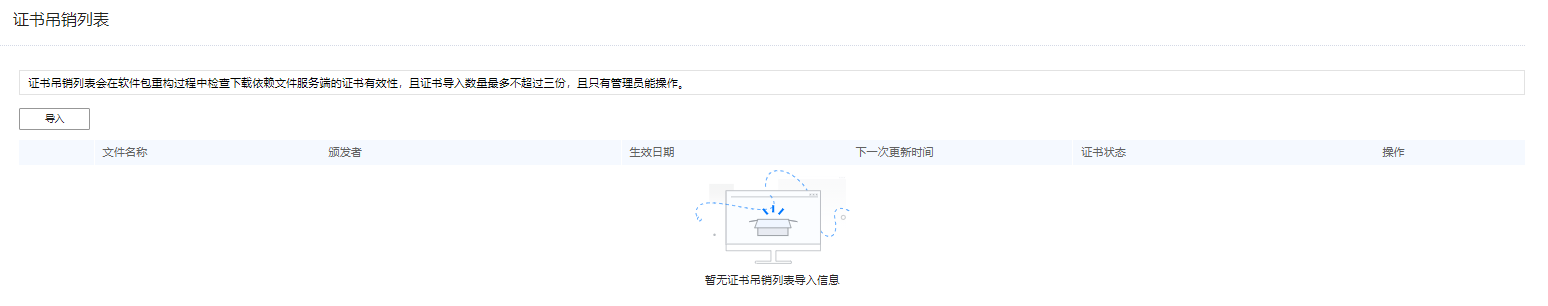 证书吊销列表
证书吊销列表会在软件包重构过程中检查下载依赖文件服务端的证书有效性，且证书导入数量最多不超过三份，且只有管理员能操作。
导入
文件名称 颁发者 生效日期 下一次更新时间 证书状态 操作
暂无证书吊销列表导入信息